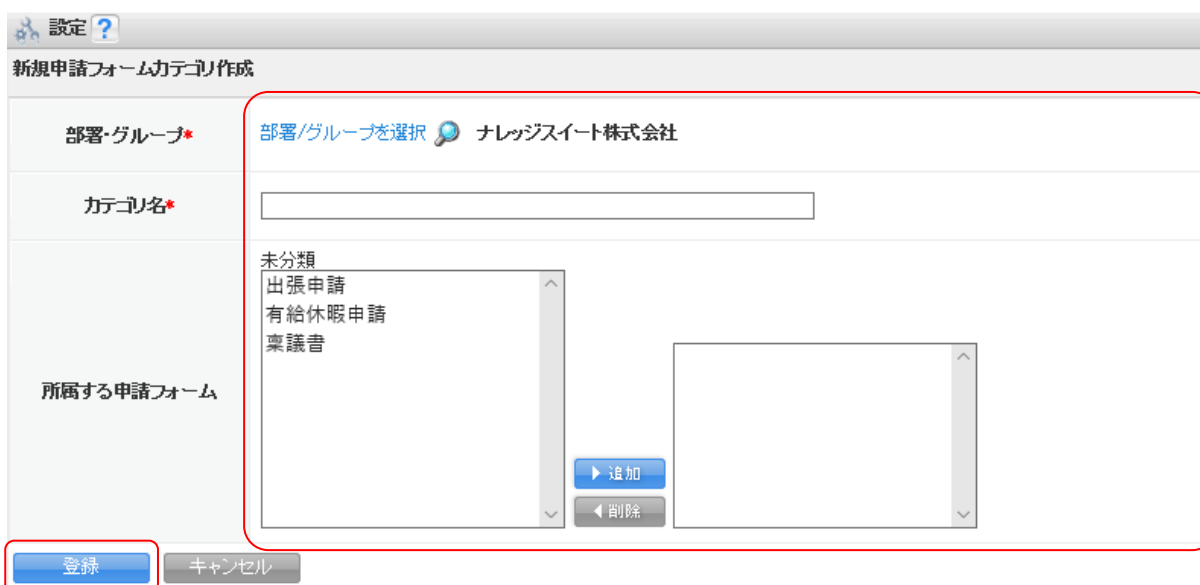 設定 ?
新規申請フォームカテゴリ作成
部署・グループ* 部署/グループを選択 ナレッジスイート株式会社
カテゴリ名*
所属する申請フォーム
未分類
出張申請
有給休暇申請
稟議書
追加
削除
登録 キャンセル